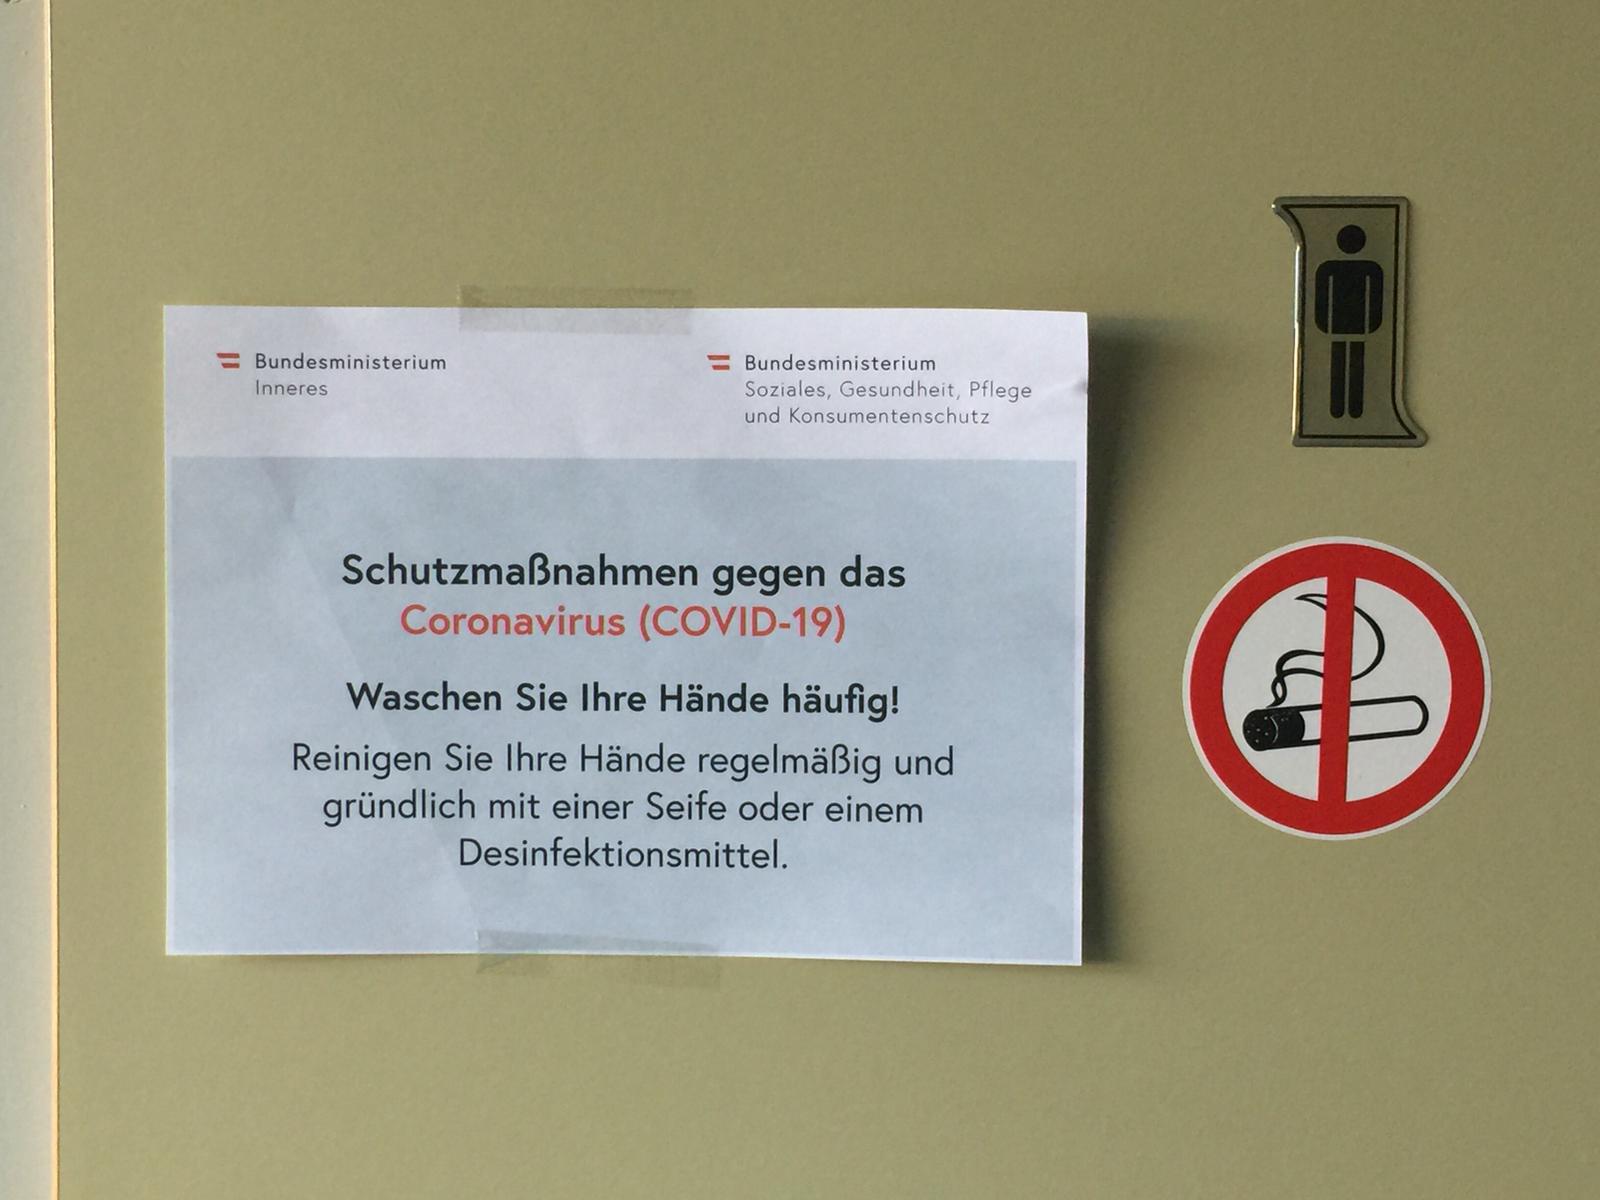 Bundesministerium
Inneres
Bundesministerium
Soziales, Gesundheit, Pflege
und Konsumentenschutz
Schutzmaßnahmen gegen das
Coronavirus (COVID-19)
Waschen Sie Ihre Hände häufig!
Reinigen Sie Ihre Hände regelmäßig und
gründlich mit einer Seife oder einem
Desinfektionsmittel.